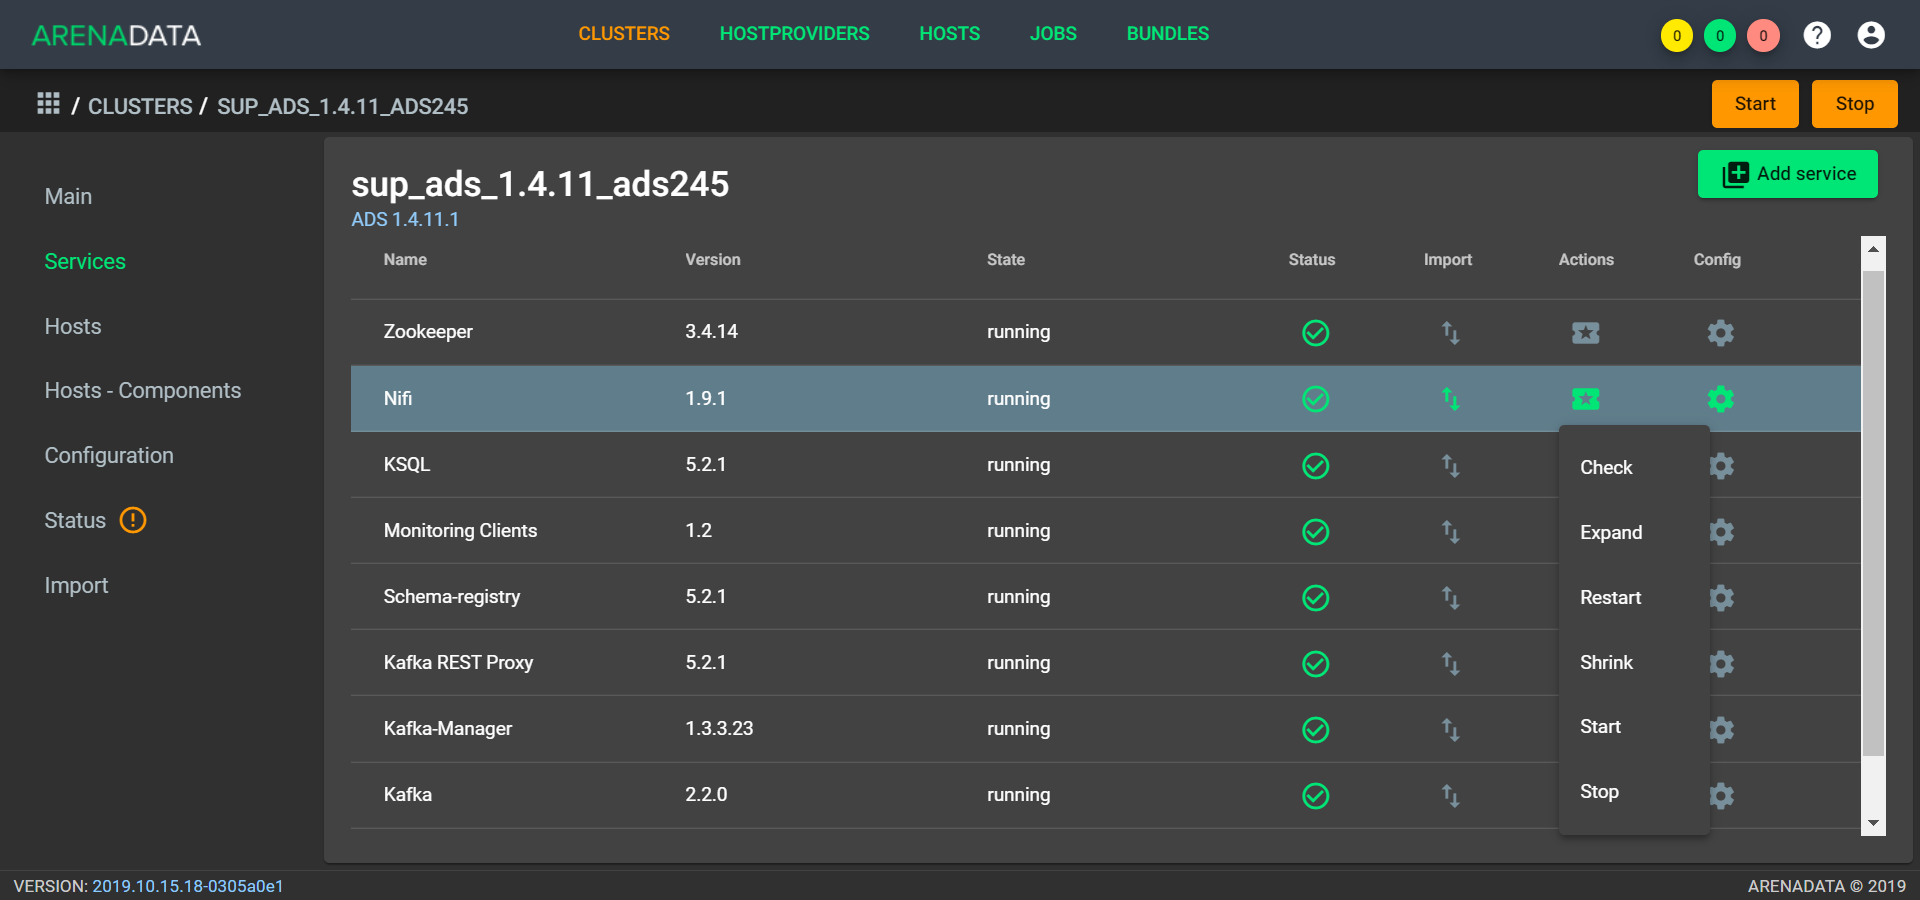 ARENADATA CLUSTERS HOSTPROVIDERS HOSTS JOBS BUNDLES 0 0 0 ?
/ CLUSTERS / SUP_ADS_1.4.11_ADS245 Start Stop
Main
Services
Hosts
Hosts - Components
Configuration
Status
Import
sup_ads_1.4.11_ads245
Add service
ADS 1.4.11.1
Name Version State Status Import Actions Config
Zookeeper 3.4.14 running
Nifi 1.9.1 running
KSQL 5.2.1 running
Monitoring Clients 1.2 running
Schema-registry 5.2.1 running
Kafka REST Proxy 5.2.1 running
Kafka-Manager 1.3.3.23 running
Kafka 2.2.0 running
Check
Expand
Restart
Shrink
Start
Stop
VERSION: 2019.10.15.18-0305a0e1 ARENADATA © 2019